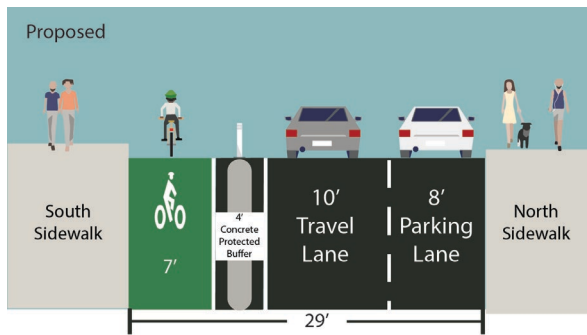 Proposed
South
Sidewalk
7'
4'
Concrete
Protected
Buffer
10'
Travel
Lane
8'
Parking
Lane
North
Sidewalk
29'